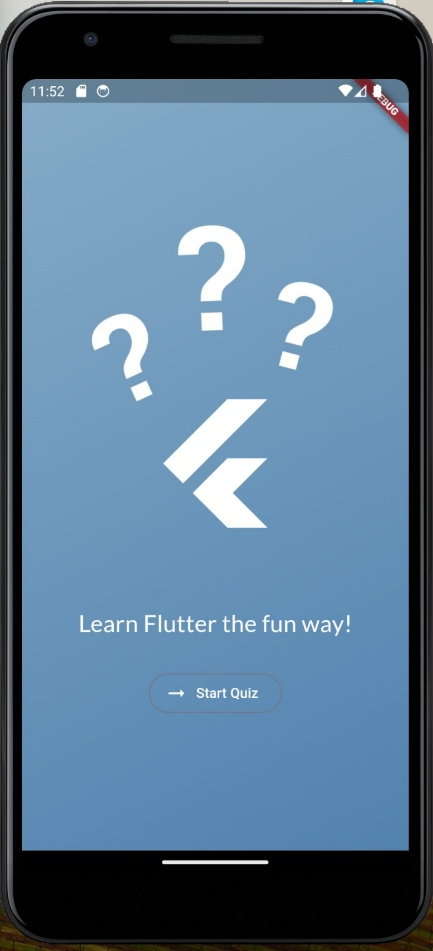 11:52
DEBUG
? ? ?
Learn Flutter the fun way!
→ Start Quiz